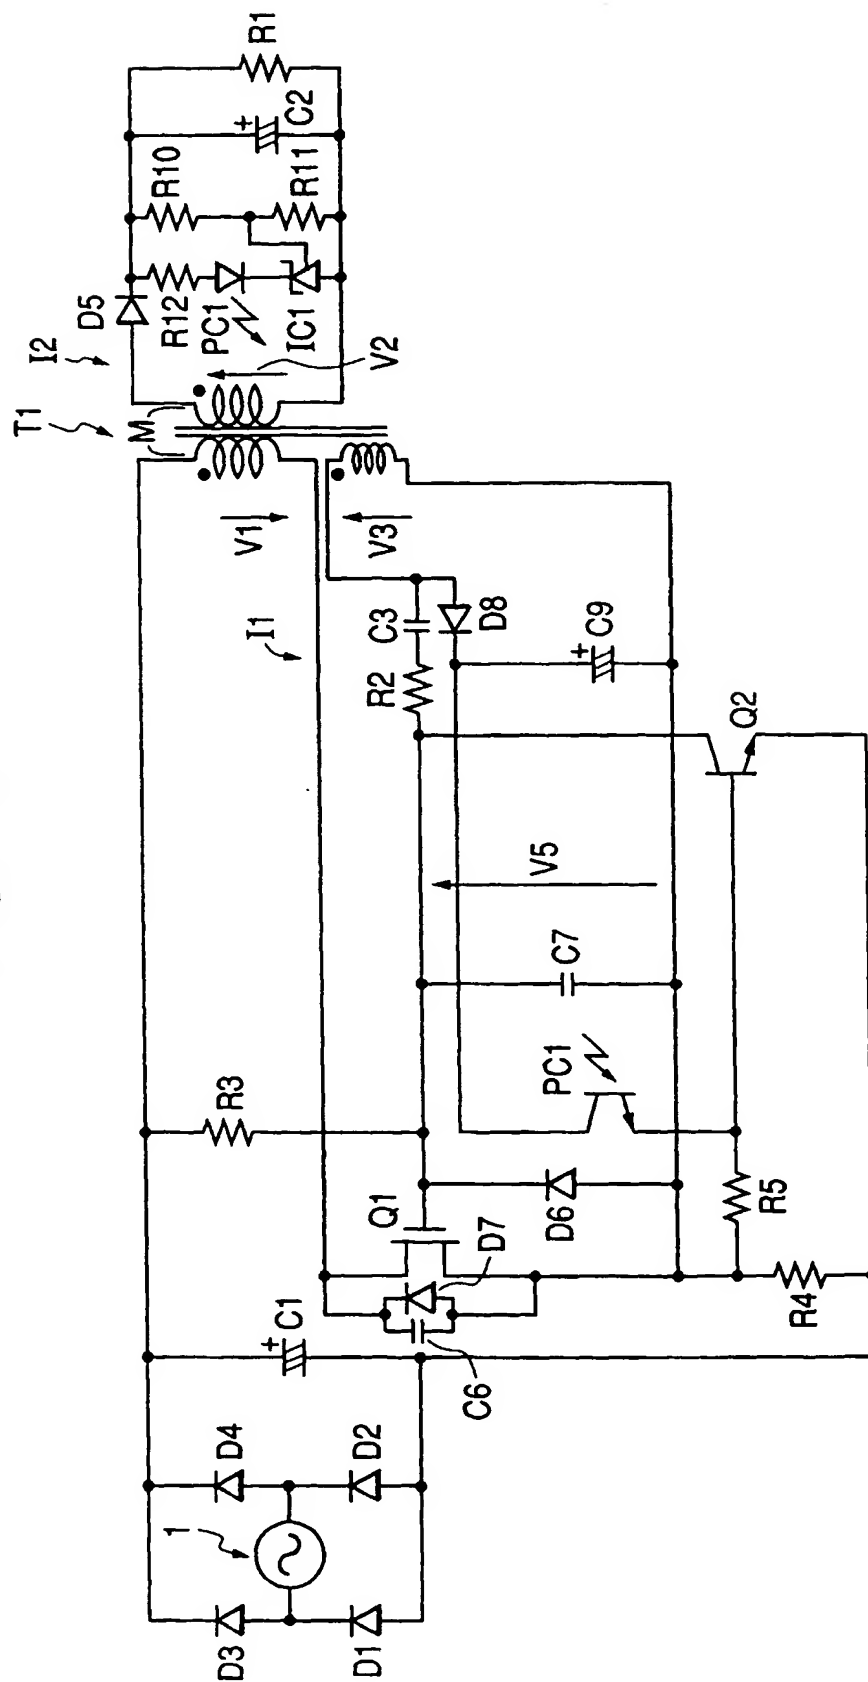 T1
I2
D5
R12
R10
C2
R1
PC1
IC1
R11
M
V2
V1
V3
I1
C3
R2
D8
C9
Q2
V5
C7
PC1
R3
Q1
D7
D6
R5
R4
C1
C6
D4
D2
1
D3
D1